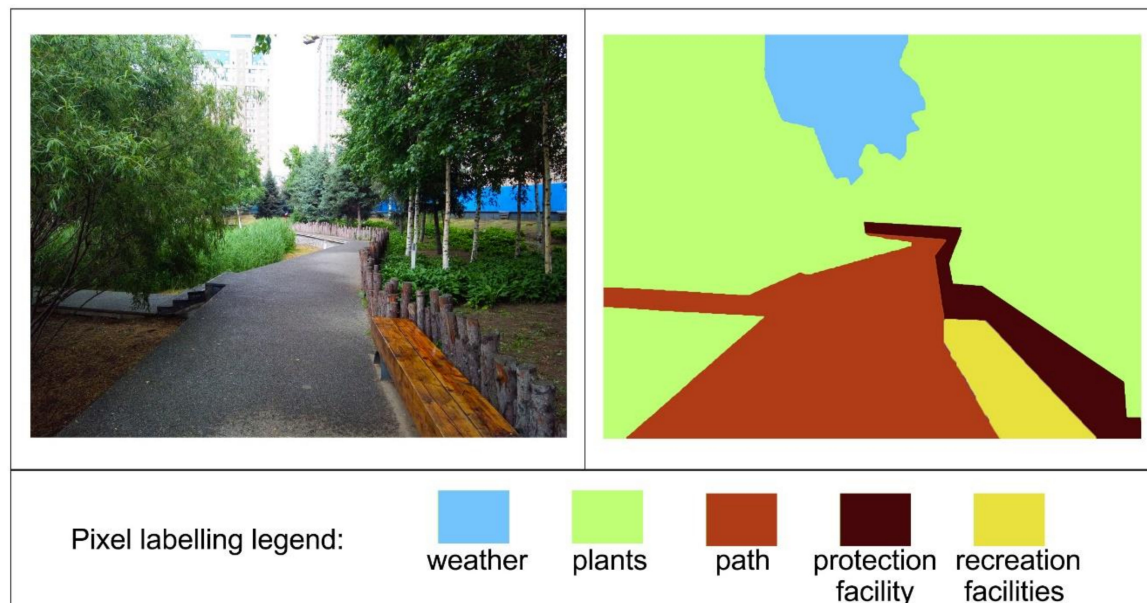 Pixel labelling legend:
weather
plants
path
protection
facility
recreation
facilities